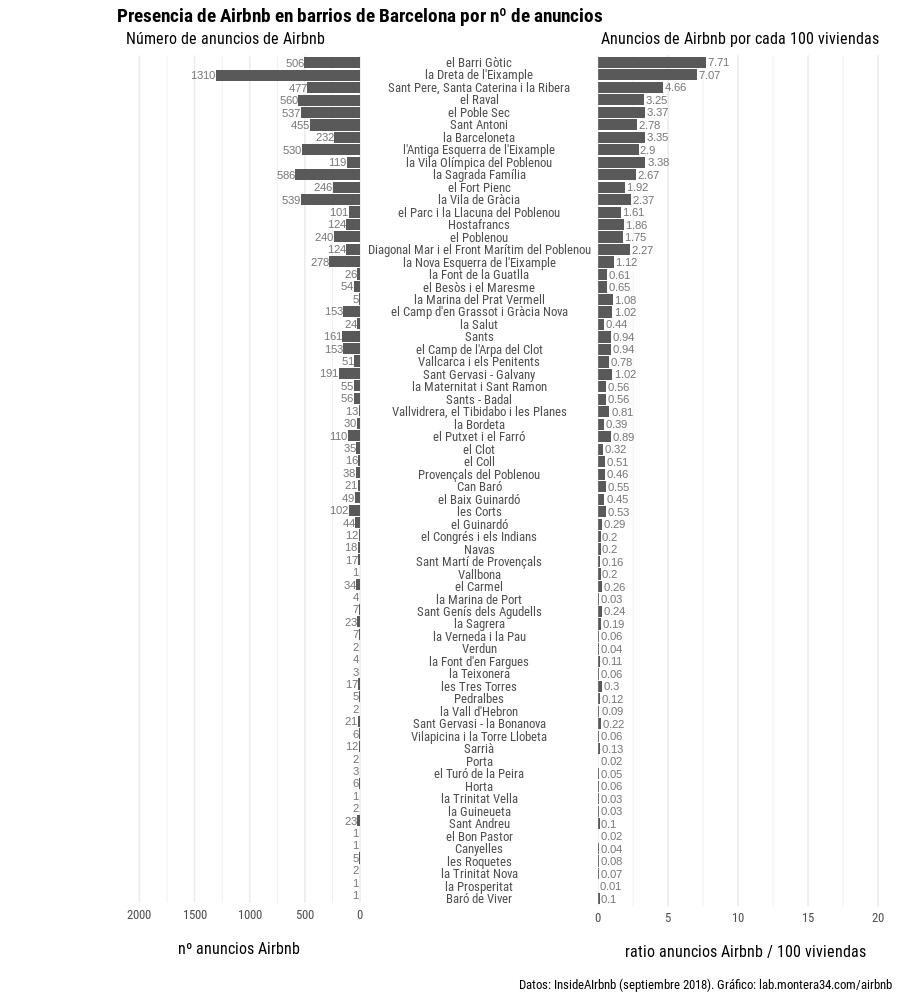 Presencia de Airbnb en barrios de Barcelona por nº de anuncios
Número de anuncios de Airbnb Anuncios de Airbnb por cada 100 viviendas
506 el Barri Gòtic 7.71
1310 la Dreta de l'Eixample 7.07
477 Sant Pere, Santa Caterina i la Ribera 4.66
560 el Raval 3.25
537 el Poble Sec 3.37
455 Sant Antoni 2.78
232 la Barceloneta 3.35
530 l'Antiga Esquerra de l'Eixample 2.9
119 la Vila Olímpica del Poblenou 3.38
586 la Sagrada Família 2.67
246 el Fort Pienc 1.92
539 la Vila de Gràcia 2.37
101 el Parc i la Llacuna del Poblenou 1.61
124 Hostafrancs 1.86
240 el Poblenou 1.75
124 Diagonal Mar i el Front Marítim del Poblenou 2.27
278 la Nova Esquerra de l'Eixample 1.12
26 la Font de la Guatlla 0.61
54 el Besòs i el Maresme 0.65
5 la Marina del Prat Vermell 1.08
153 el Camp d'en Grassot i Gràcia Nova 1.02
24 la Salut 0.44
161 Sants 0.94
153 el Camp de l'Arpa del Clot 0.94
51 Vallcarca i els Penitents 0.78
191 Sant Gervasi - Galvany 1.02
55 la Maternitat i Sant Ramon 0.56
56 Sants - Badal 0.56
13 Vallvidrera, el Tibidabo i les Planes 0.81
30 la Bordeta 0.39
110 el Putxet i el Farró 0.89
35 el Clot 0.32
16 el Coll 0.51
38 Provençals del Poblenou 0.46
21 Can Baró 0.55
49 el Baix Guinardó 0.45
102 les Corts 0.53
44 el Guinardó 0.29
12 el Congrés i els Indians 0.2
18 Navas 0.2
17 Sant Martí de Provençals 0.16
1 Vallbona 0.2
34 el Carmel 0.26
4 la Marina de Port 0.03
7 Sant Genís dels Agudells 0.24
23 la Sagrera 0.19
7 la Verneda i la Pau 0.06
2 Verdun 0.04
4 la Font d'en Fargues 0.11
3 la Teixonera 0.06
17 les Tres Torres 0.3
5 Pedralbes 0.12
2 la Vall d'Hebron 0.09
21 Sant Gervasi - la Bonanova 0.22
6 Vilapicina i la Torre Llobeta 0.06
12 Sarrià 0.13
2 Porta 0.02
3 el Turó de la Peira 0.05
6 Horta 0.06
1 la Trinitat Vella 0.03
2 la Guineueta 0.03
23 Sant Andreu 0.1
1 el Bon Pastor 0.02
1 Canyelles 0.04
5 les Roquetes 0.08
2 la Trinitat Nova 0.07
1 la Prosperitat 0.01
1 Baró de Viver 0.1
2000 1500 1000 500 0 0 5 10 15 20
nº anuncios Airbnb ratio anuncios Airbnb / 100 viviendas
Datos: InsideAIrbnb (septiembre 2018). Gráfico: lab.montera34.com/airbnb